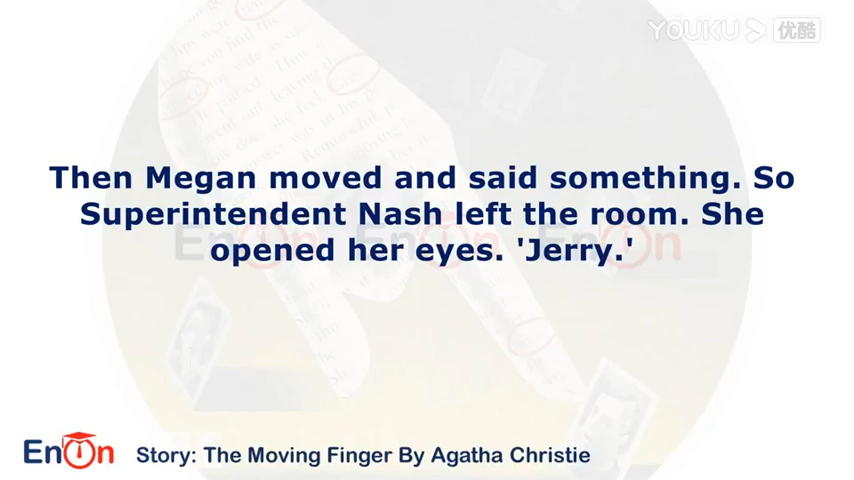 YOUKU 优酷
Then Megan moved and said something. So
Superintendent Nash left the room. She
opened her eyes. 'Jerry.'
EnOn
Story: The Moving Finger By Agatha Christie